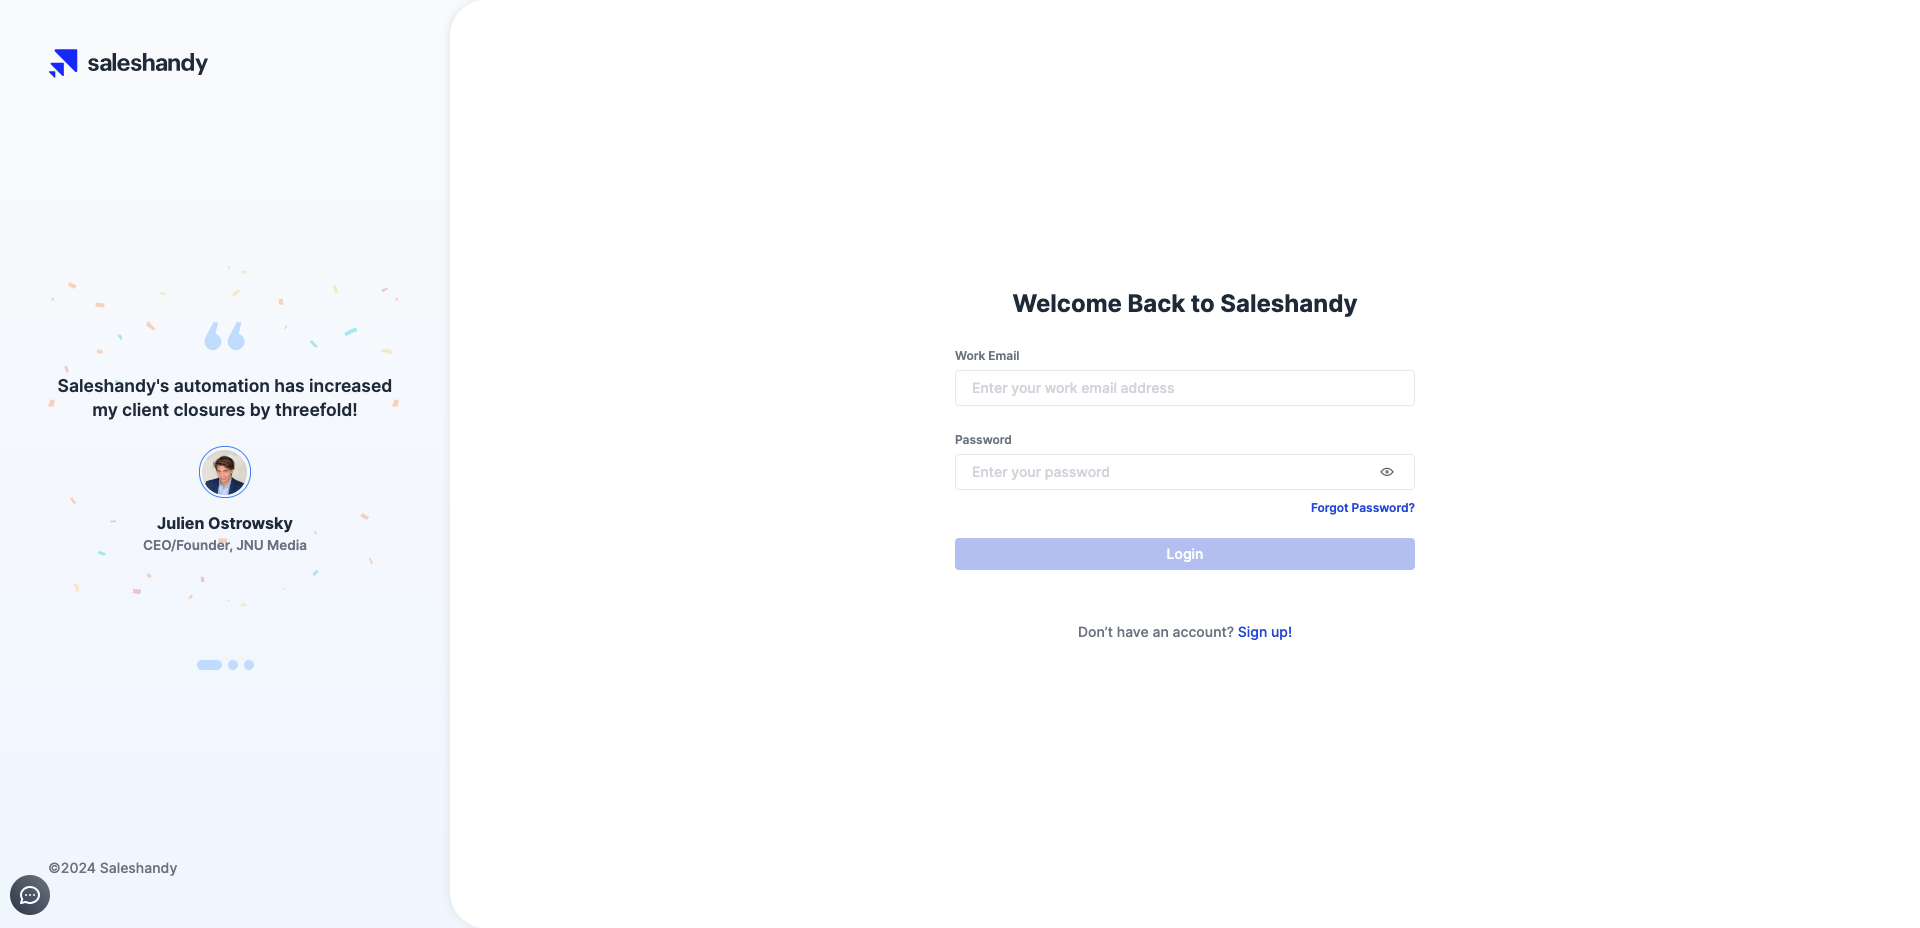 saleshandy
Saleshandy's automation has increased
my client closures by threefold!
Julien Ostrowsky
CEO/Founder, JNU Media
©2024 Saleshandy
Welcome Back to Saleshandy
Work Email
Enter your work email address
Password
Enter your password
Forgot Password?
Login
Don’t have an account? Sign up!